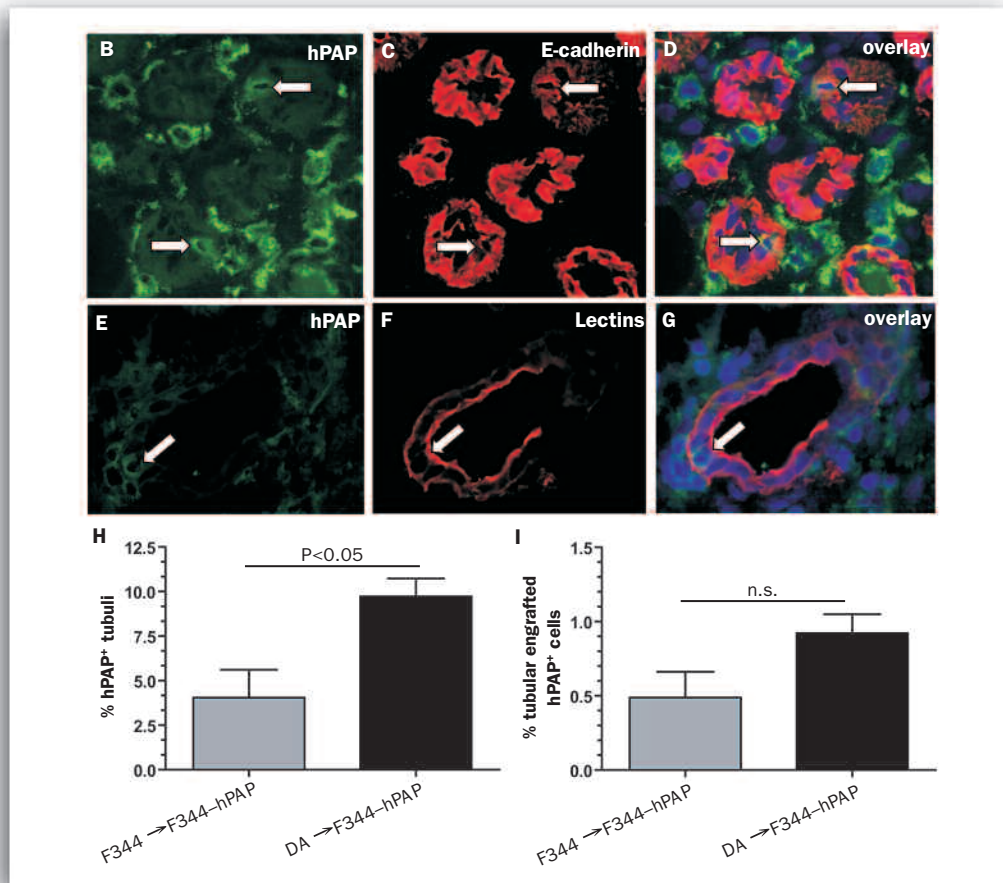 B hPAP
C E-cadherin
D overlay
E hPAP
F Lectins
G overlay
H
P<0.05
% hPAP⁺ tubuli
12.5
10.0
7.5
5.0
2.5
0.0
F344 →F344–hPAP
DA →F344–hPAP
I
n.s.
% tubular engrafted
hPAP⁺ cells
1.5
1.0
0.5
0.0
F344 →F344–hPAP
DA →F344–hPAP